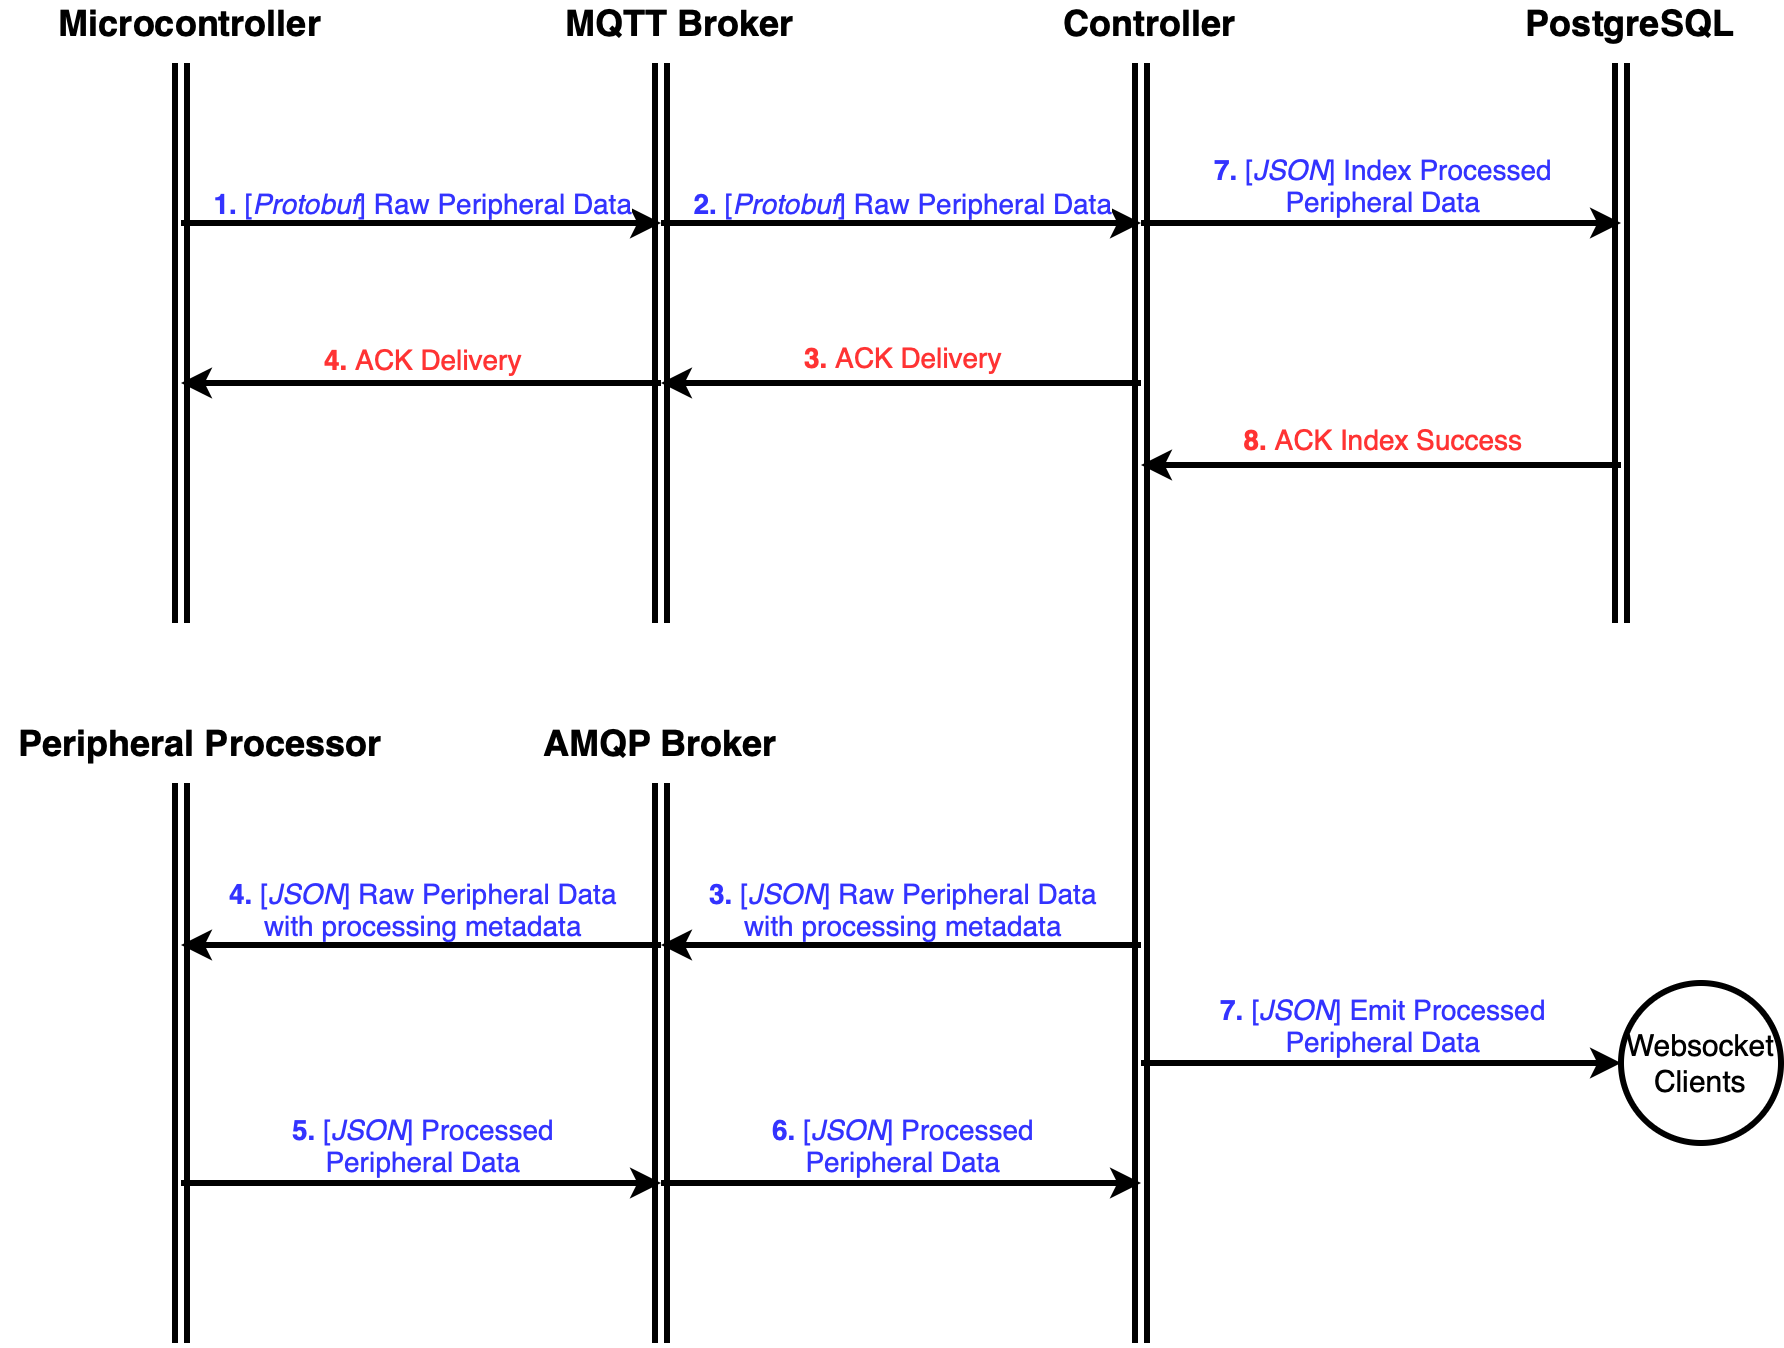 Microcontroller
MQTT Broker
Controller
PostgreSQL
1. [Protobuf] Raw Peripheral Data
2. [Protobuf] Raw Peripheral Data
7. [JSON] Index Processed
Peripheral Data
4. ACK Delivery
3. ACK Delivery
8. ACK Index Success
Peripheral Processor
AMQP Broker
4. [JSON] Raw Peripheral Data
with processing metadata
3. [JSON] Raw Peripheral Data
with processing metadata
7. [JSON] Emit Processed
Peripheral Data
Websocket
Clients
5. [JSON] Processed
Peripheral Data
6. [JSON] Processed
Peripheral Data